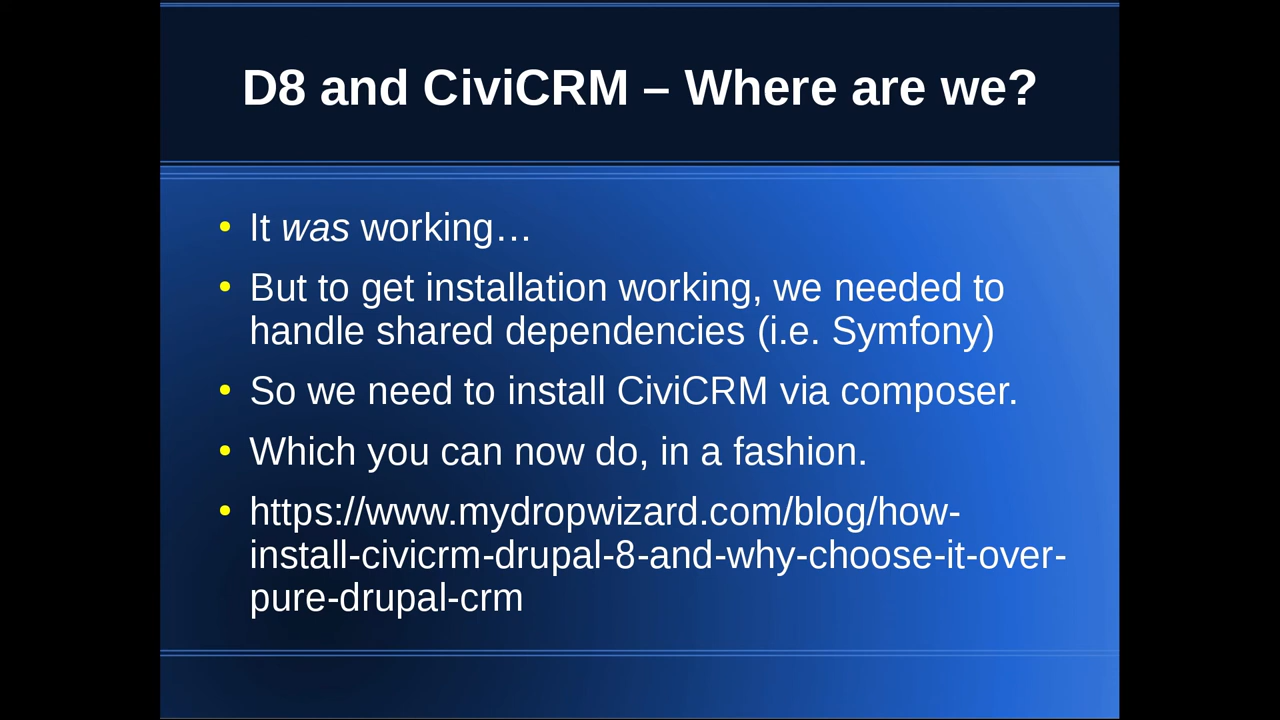 D8 and CiviCRM – Where are we?
• It was working…
• But to get installation working, we needed to
handle shared dependencies (i.e. Symfony)
• So we need to install CiviCRM via composer.
• Which you can now do, in a fashion.
• https://www.mydropwizard.com/blog/how-
install-civicrm-drupal-8-and-why-choose-it-over-
pure-drupal-crm